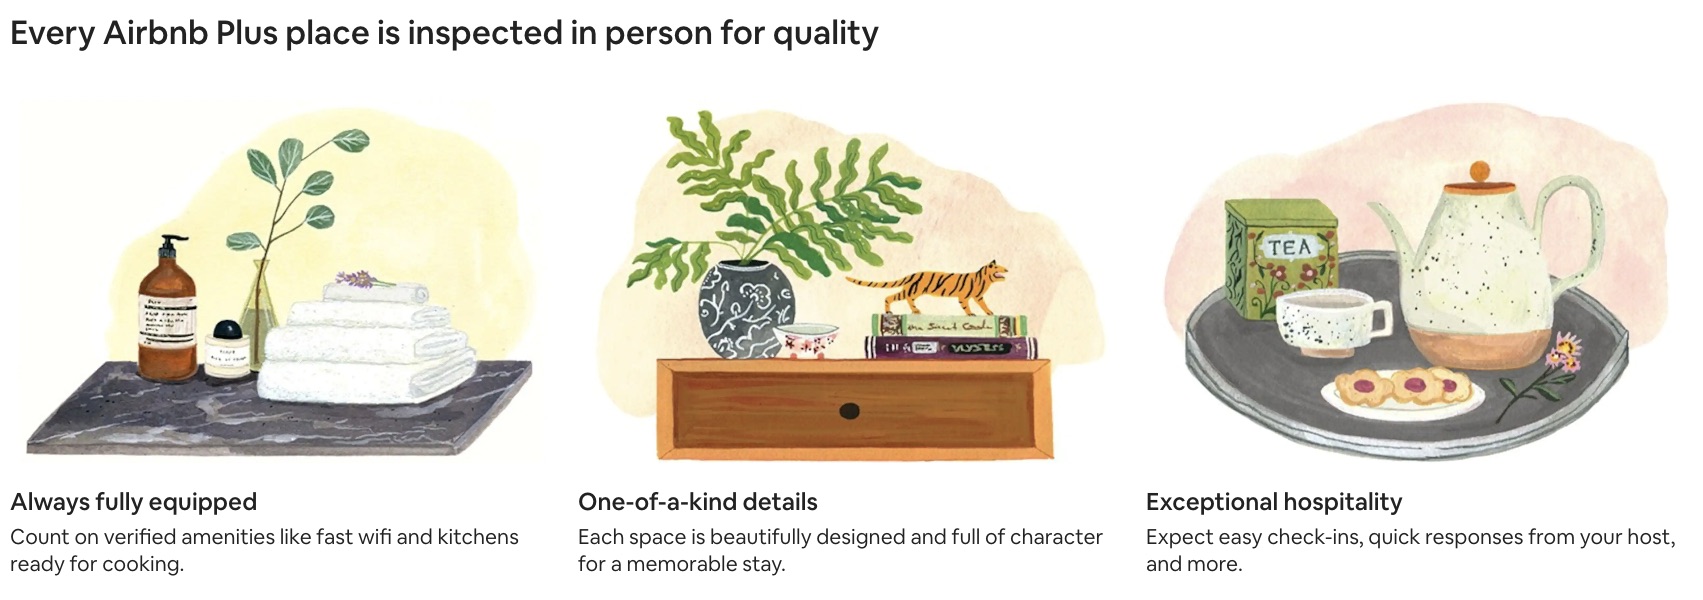 Every Airbnb Plus place is inspected in person for quality
TEA
Always fully equipped
Count on verified amenities like fast wifi and kitchens
ready for cooking.
One-of-a-kind details
Each space is beautifully designed and full of character
for a memorable stay.
Exceptional hospitality
Expect easy check-ins, quick responses from your host,
and more.